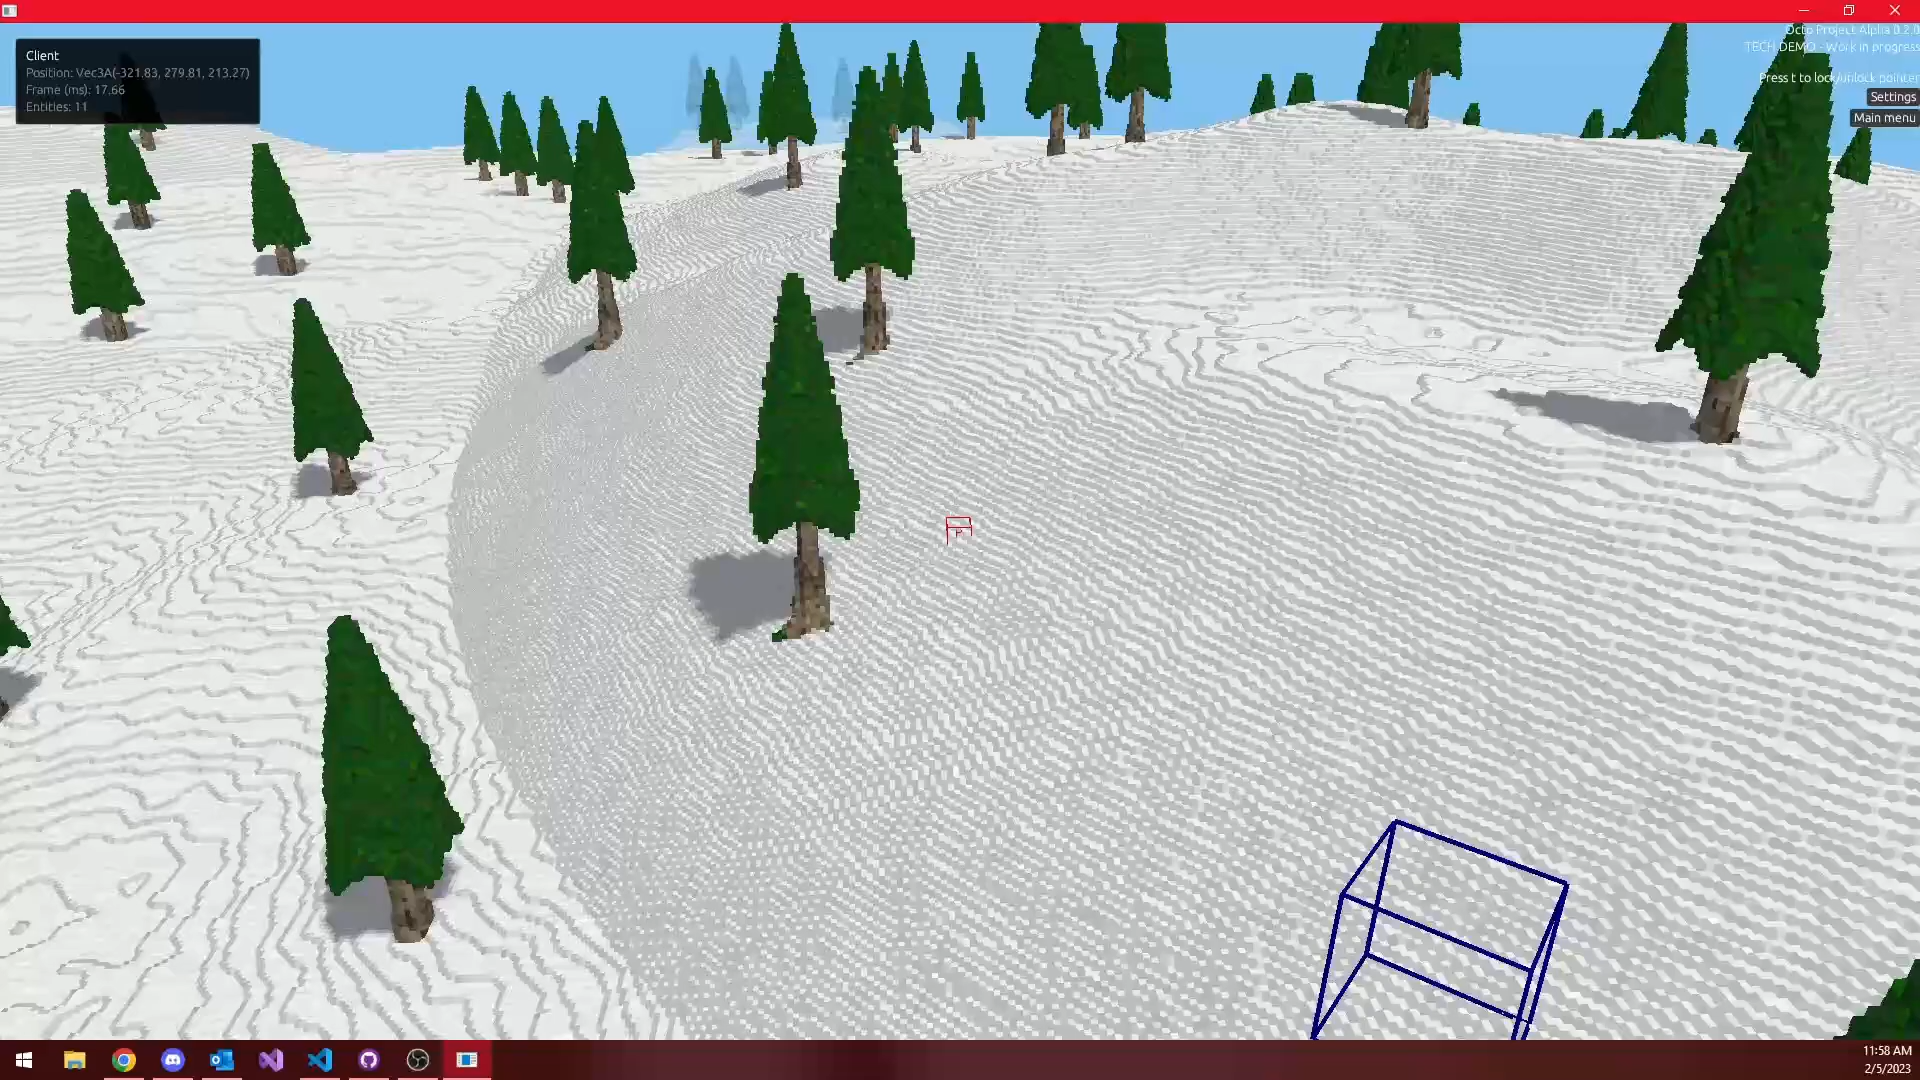 Client
Position: Vec3A(-321.83, 279.81, 213.27)
Frame (ms): 17.66
Entities: 11
Octo Project Alpha 0.2.0
TECH DEMO - Work in progress
Press t to lock/unlock pointer
Settings
Main menu
11:58 AM
2/5/2023